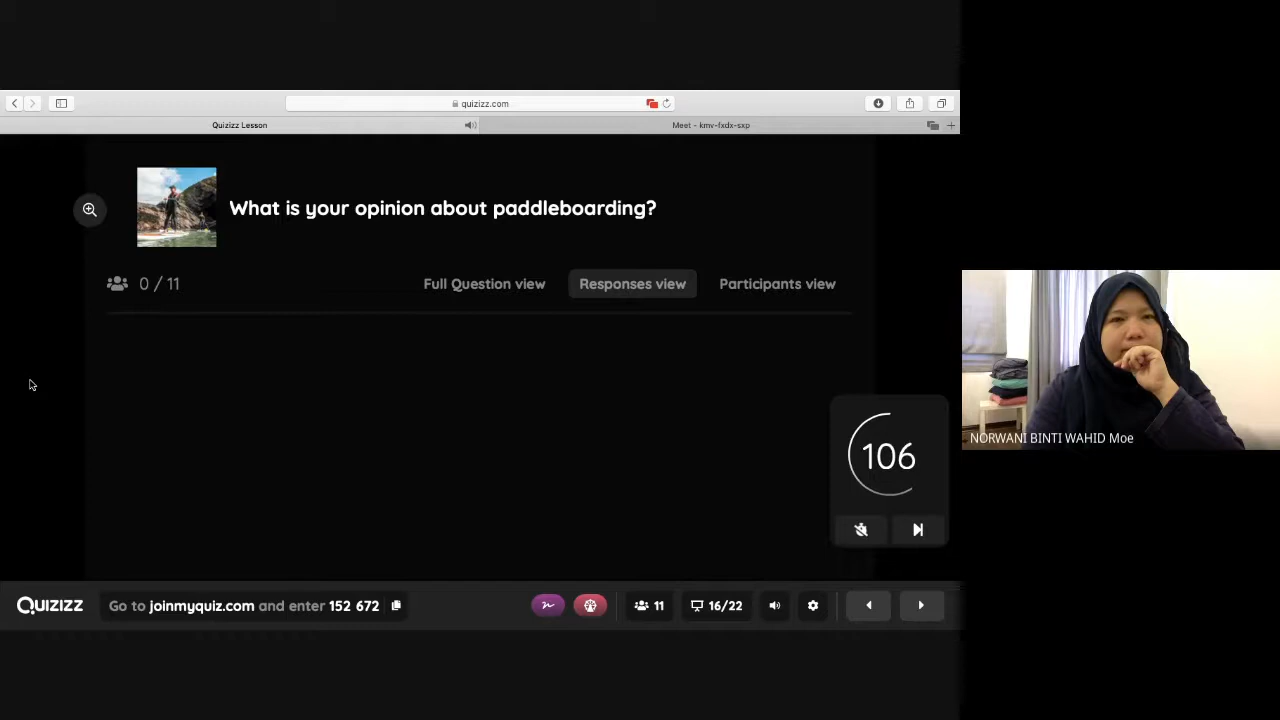 quizizz.com
Quizizz Lesson
Meet - kmv-fxdx-sxp
What is your opinion about paddleboarding?
0 / 11
Full Question view
Responses view
Participants view
106
NORWANI BINTI WAHID Moe
QUIZIZZ
Go to joinmyquiz.com and enter 152 672
11
16/22